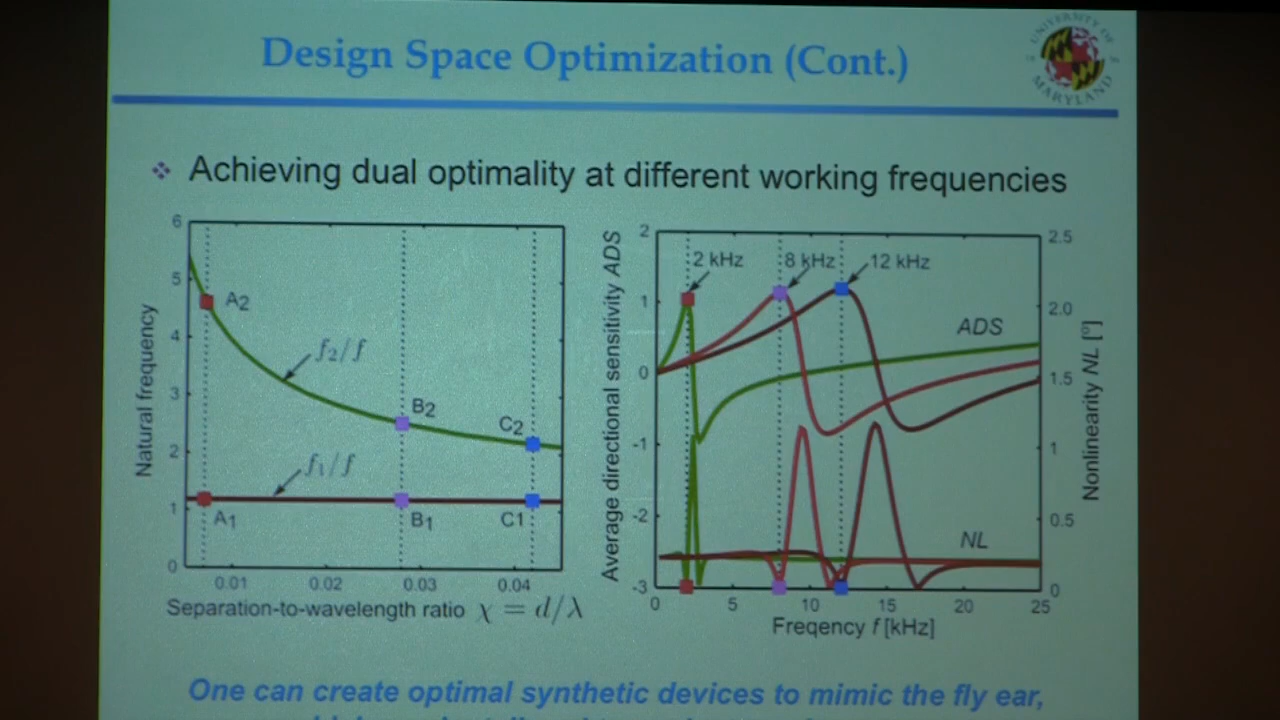 Design Space Optimization (Cont.)
UNIVERSITY OF
MARYLAND
❖ Achieving dual optimality at different working frequencies
Natural frequency
6
5
4
3
2
1
0
A2
f2/f
B2
C2
f1/f
A1
B1
C1
0.01 0.02 0.03 0.04
Separation-to-wavelength ratio χ = d/λ
Average directional sensitivity ADS
2
1
0
-1
-2
-3
2 kHz
8 kHz
12 kHz
ADS
NL
2.5
2.0
1.5
1
0.5
0
Nonlinearity NL [°]
0 5 10 15 20 25
Freqency f [kHz]
One can create optimal synthetic devices to mimic the fly ear,